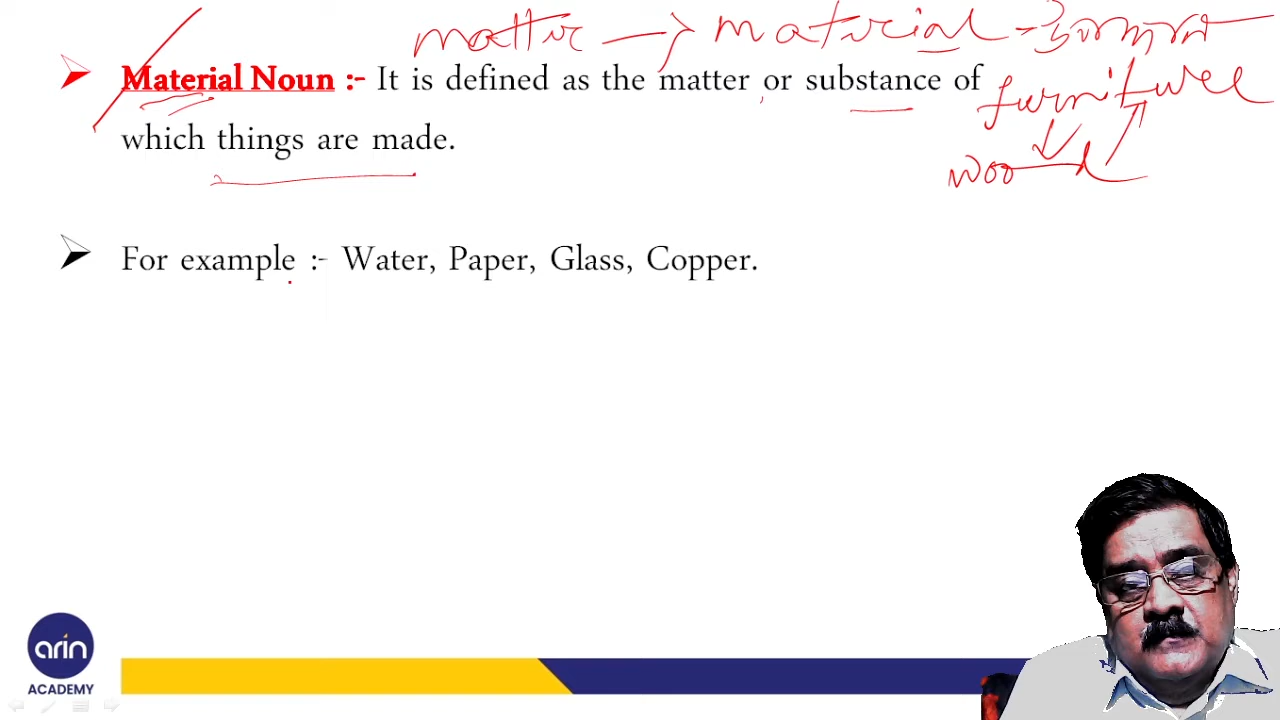 matter → material -
Material Noun :- It is defined as the matter or substance of
furniture
which things are made.
wood
For example :- Water, Paper, Glass, Copper.
arin
ACADEMY